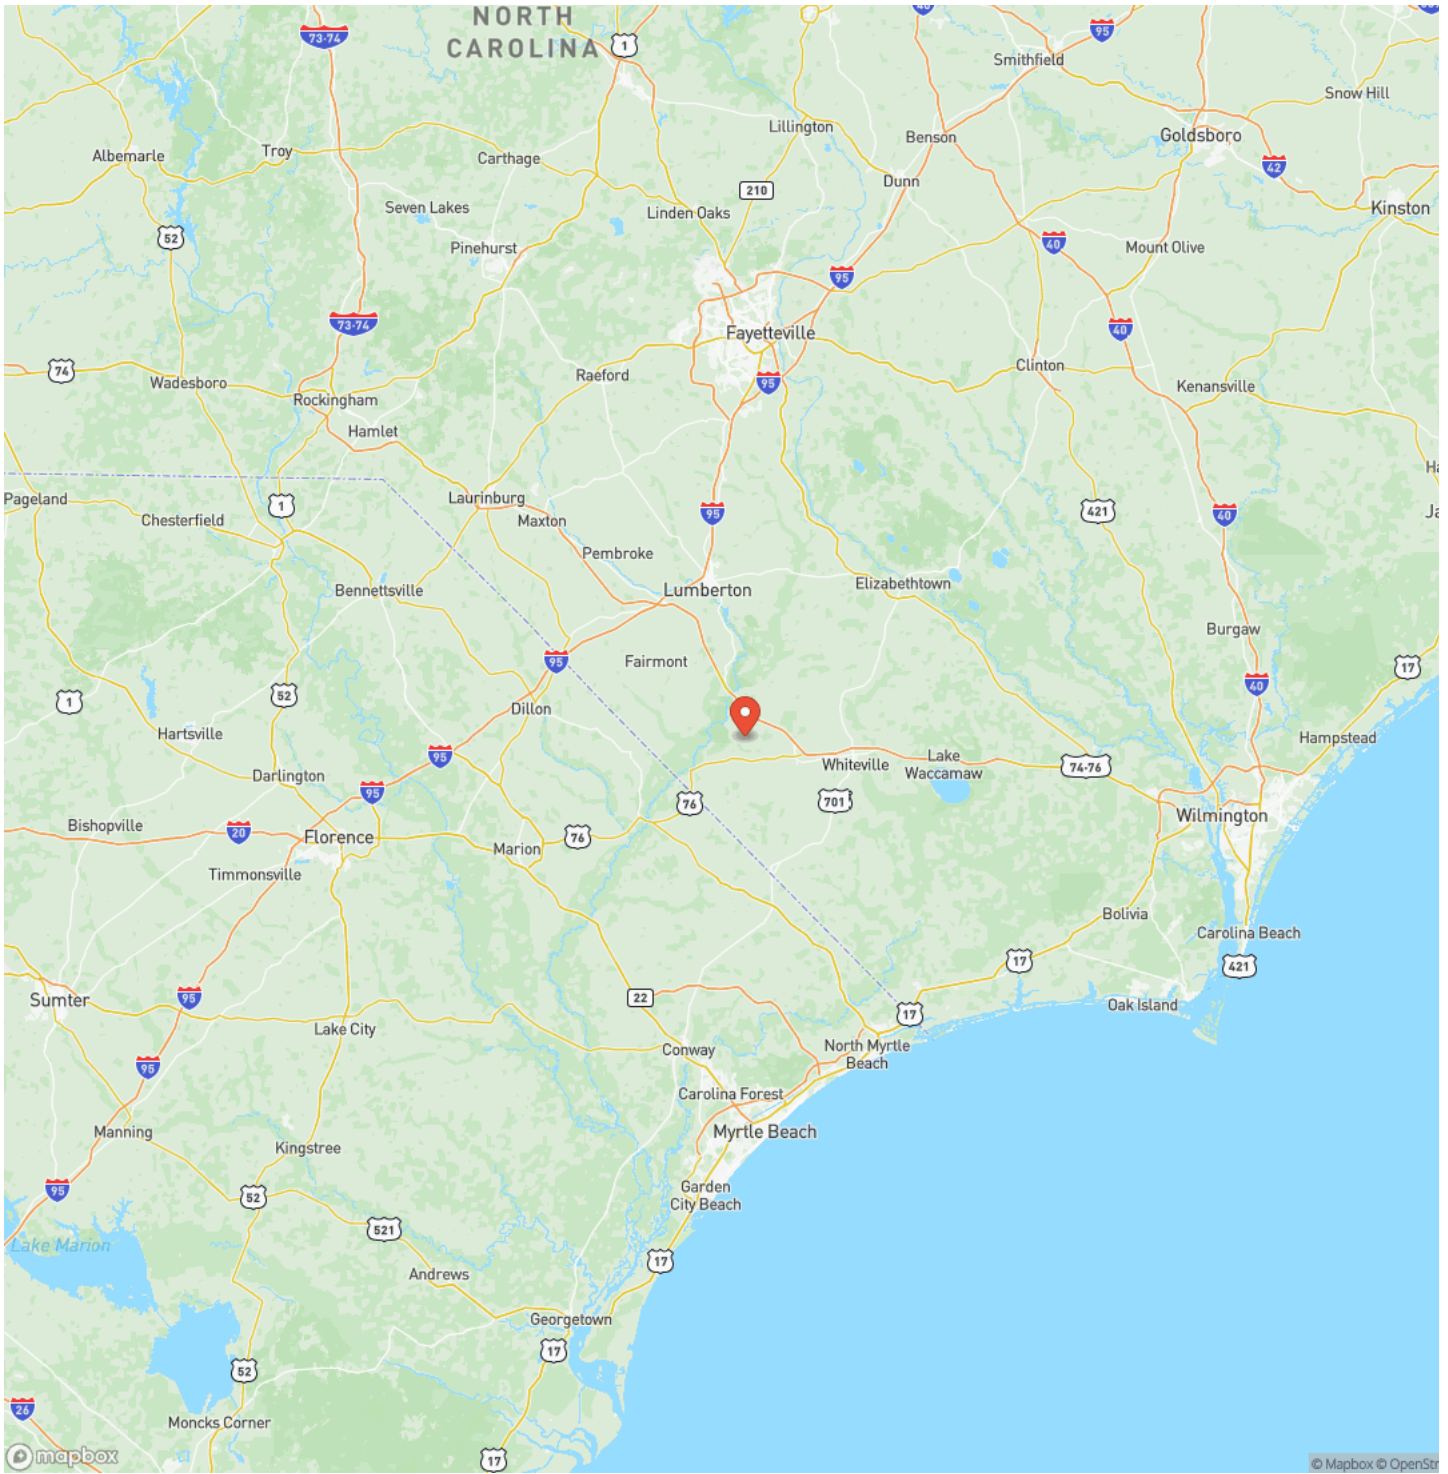 NORTH
CAROLINA
73-74
1
95
Smithfield
Snow Hill
Lillington
Benson
Goldsboro
Albemarle
Troy
Carthage
42
Dunn
210
Seven Lakes
Linden Oaks
Kinston
52
Pinehurst
40
Mount Olive
95
73-74
Fayetteville
40
74
Wadesboro
Raeford
Clinton
95
Kenansville
Rockingham
Hamlet
Ha
Pageland
1
Laurinburg
Chesterfield
Maxton
95
421
40
Ja
Pembroke
Bennettsville
Lumberton
Elizabethtown
Burgaw
95
Fairmont
17
1
52
Dillon
40
Hartsville
Hampstead
95
Darlington
Whiteville
Lake
Waccamaw
74-76
95
76
701
Bishopville
20
Florence
Marion
76
Wilmington
Timmonsville
Bolivia
Carolina Beach
17
421
Sumter
95
22
Oak Island
17
Lake City
Conway
North Myrtle
Beach
95
Carolina Forest
Manning
Myrtle Beach
Kingstree
95
52
Garden
City Beach
521
Lake Marion
17
Andrews
Georgetown
17
52
26
Moncks Corner
mapbox
17
© Mapbox © OpenStr